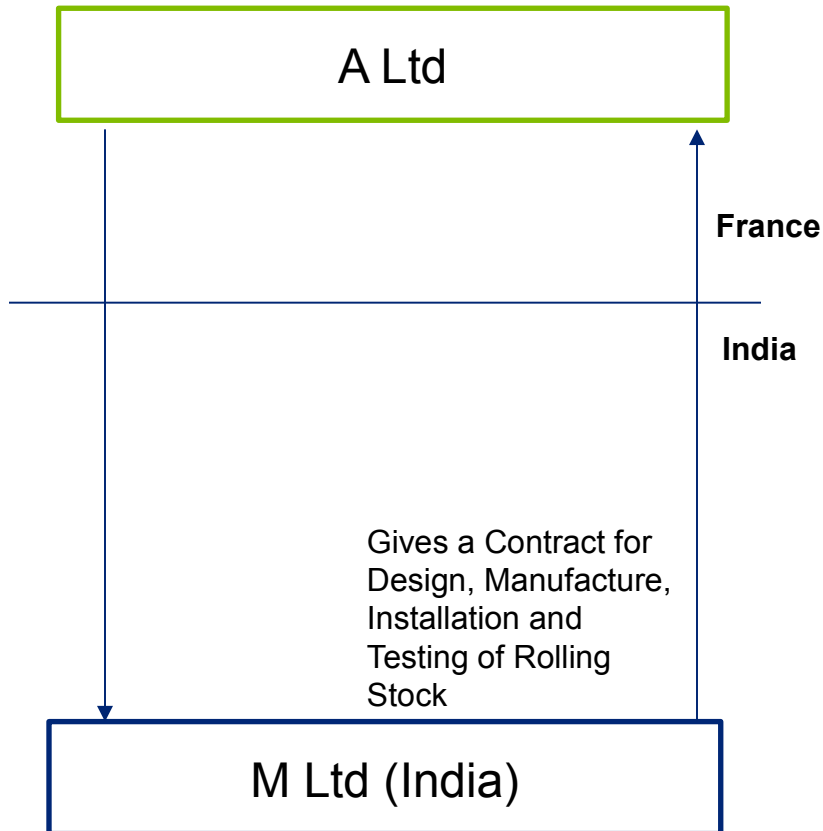 A Ltd
France
India
Gives a Contract for
Design, Manufacture,
Installation and
Testing of Rolling
Stock
M Ltd (India)